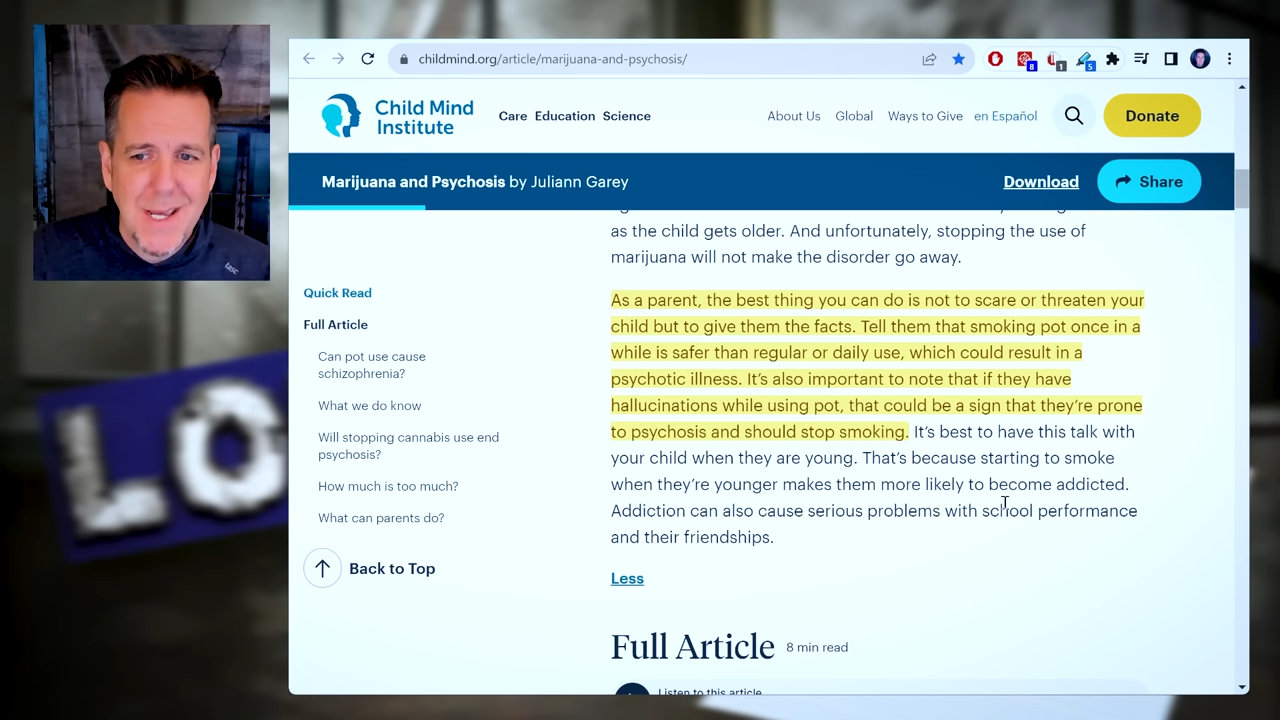 childmind.org/article/marijuana-and-psychosis/
8
1
5
Child Mind
Institute
Care Education Science
About Us Global Ways to Give en Español
Donate
Marijuana and Psychosis by Juliann Garey
Download
Share
as the child gets older. And unfortunately, stopping the use of
marijuana will not make the disorder go away.
Quick Read
Full Article
Can pot use cause
schizophrenia?
What we do know
Will stopping cannabis use end
psychosis?
How much is too much?
What can parents do?
Back to Top
As a parent, the best thing you can do is not to scare or threaten your
child but to give them the facts. Tell them that smoking pot once in a
while is safer than regular or daily use, which could result in a
psychotic illness. It's also important to note that if they have
hallucinations while using pot, that could be a sign that they're prone
to psychosis and should stop smoking. It's best to have this talk with
your child when they are young. That's because starting to smoke
when they're younger makes them more likely to become addicted.
Addiction can also cause serious problems with school performance
and their friendships.
Less
Full Article 8 min read
Listen to this article
tasc
LO